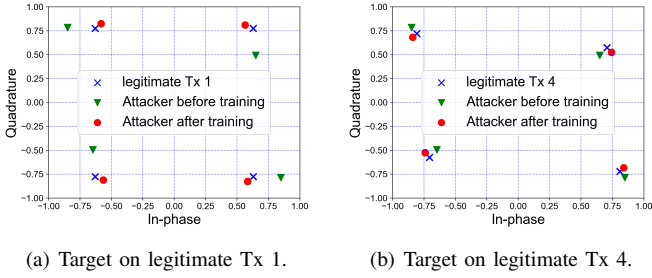 1.00
0.75
0.50
0.25
0.00
−0.25
−0.50
−0.75
−1.00
Quadrature
legitimate Tx 1
Attacker before training
Attacker after training
−1.00 −0.75 −0.50 −0.25 0.00 0.25 0.50 0.75 1.00
In-phase
(a) Target on legitimate Tx 1.
1.00
0.75
0.50
0.25
0.00
−0.25
−0.50
−0.75
−1.00
Quadrature
legitimate Tx 4
Attacker before training
Attacker after training
−1.00 −0.75 −0.50 −0.25 0.00 0.25 0.50 0.75 1.00
In-phase
(b) Target on legitimate Tx 4.